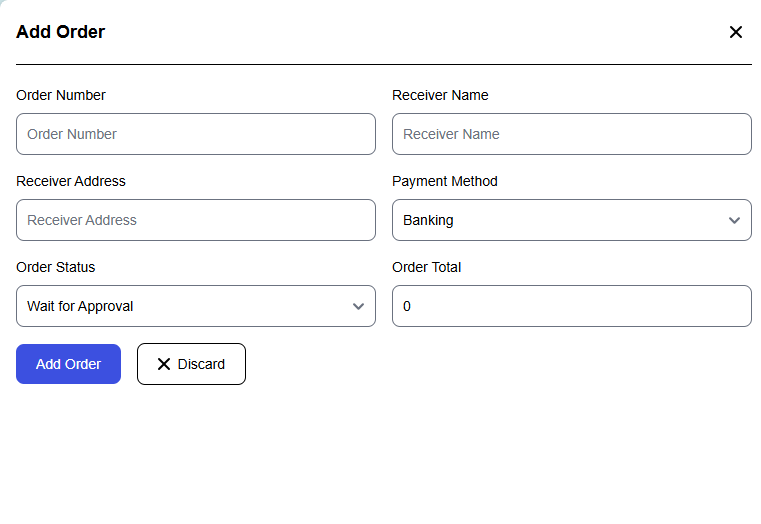 Add Order
Order Number
Receiver Name
Order Number
Receiver Name
Receiver Address
Payment Method
Receiver Address
Banking
Order Status
Order Total
Wait for Approval
0
Add Order
Discard